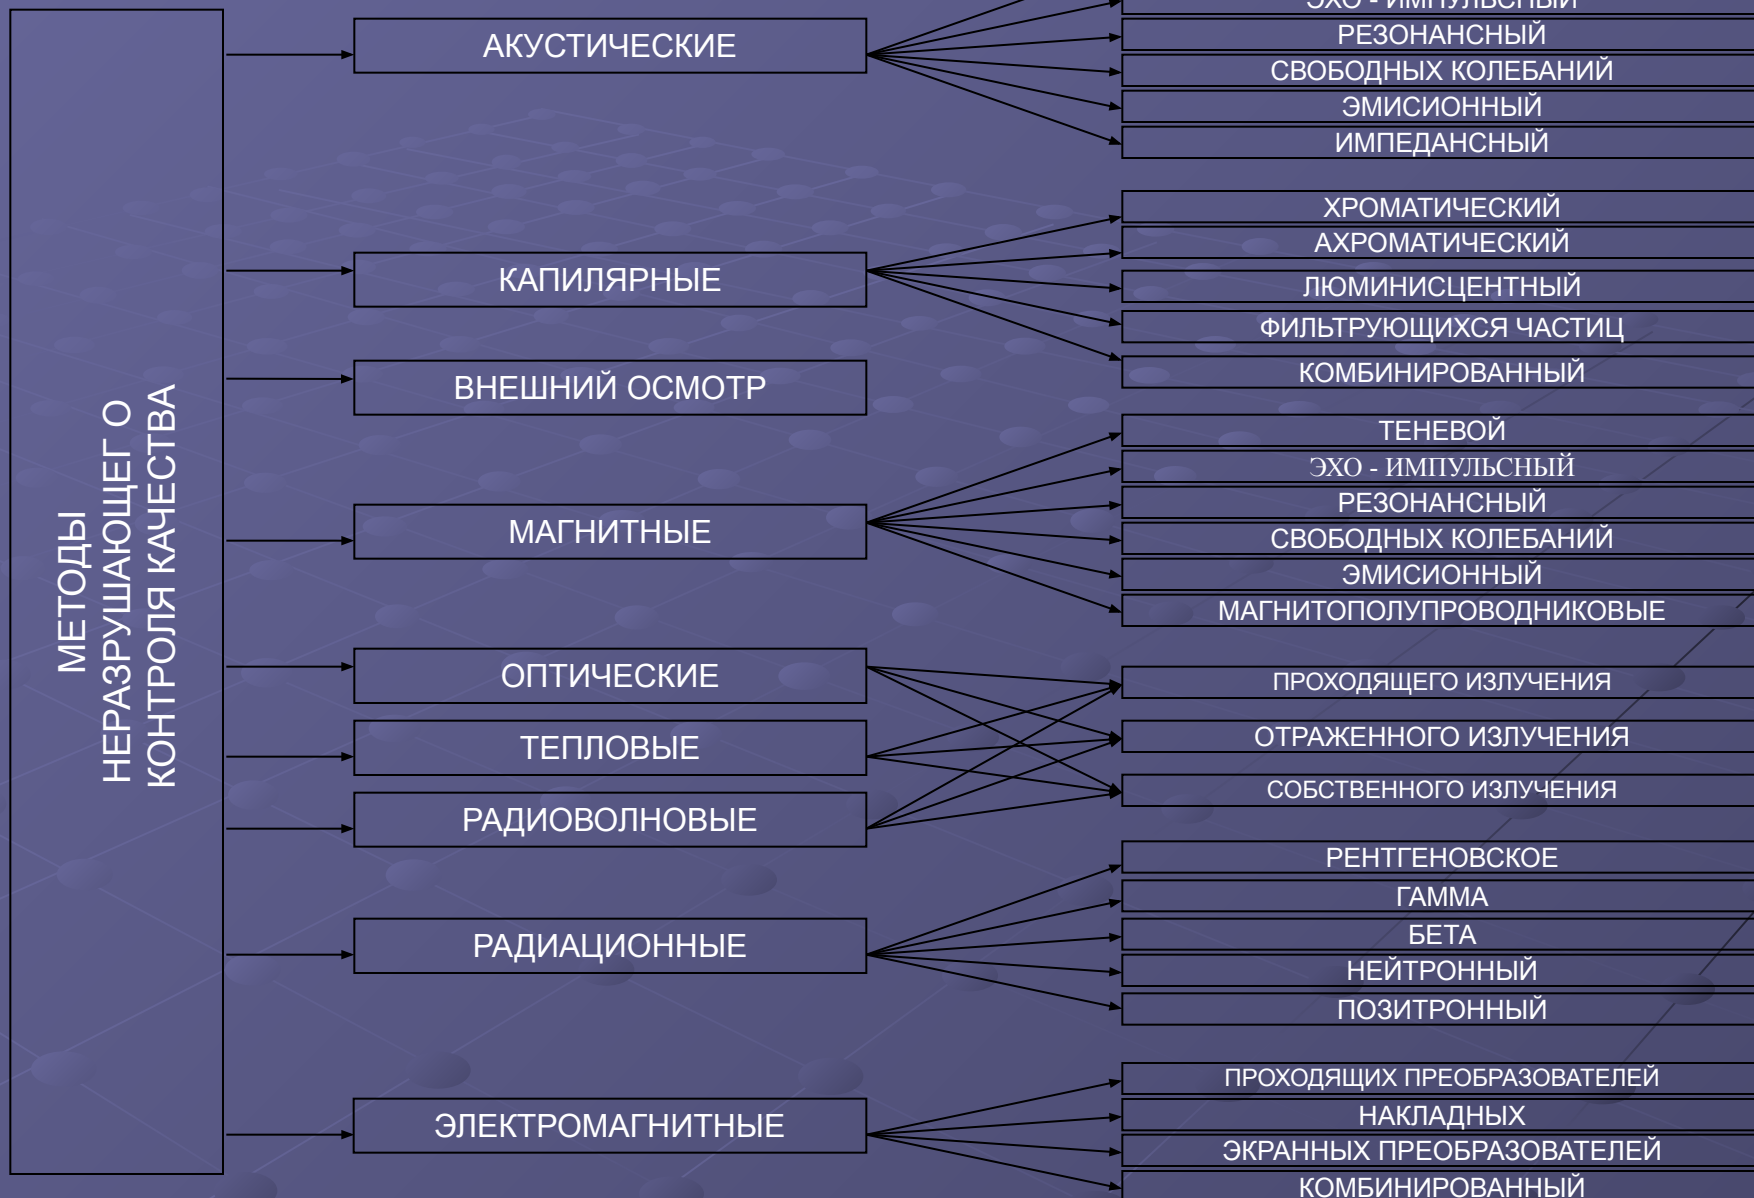 МЕТОДЫ
НЕРАЗРУШАЮЩЕГ О
КОНТРОЛЯ КАЧЕСТВА
АКУСТИЧЕСКИЕ
ЭХО - ИМПУЛЬСНЫЙ
РЕЗОНАНСНЫЙ
СВОБОДНЫХ КОЛЕБАНИЙ
ЭМИСИОННЫЙ
ИМПЕДАНСНЫЙ
КАПИЛЯРНЫЕ
ХРОМАТИЧЕСКИЙ
АХРОМАТИЧЕСКИЙ
ЛЮМИНИСЦЕНТНЫЙ
ФИЛЬТРУЮЩИХСЯ ЧАСТИЦ
КОМБИНИРОВАННЫЙ
ВНЕШНИЙ ОСМОТР
МАГНИТНЫЕ
ТЕНЕВОЙ
ЭХО - ИМПУЛЬСНЫЙ
РЕЗОНАНСНЫЙ
СВОБОДНЫХ КОЛЕБАНИЙ
ЭМИСИОННЫЙ
МАГНИТОПОЛУПРОВОДНИКОВЫЕ
ОПТИЧЕСКИЕ
ТЕПЛОВЫЕ
РАДИОВОЛНОВЫЕ
ПРОХОДЯЩЕГО ИЗЛУЧЕНИЯ
ОТРАЖЕННОГО ИЗЛУЧЕНИЯ
СОБСТВЕННОГО ИЗЛУЧЕНИЯ
РАДИАЦИОННЫЕ
РЕНТГЕНОВСКОЕ
ГАММА
БЕТА
НЕЙТРОННЫЙ
ПОЗИТРОННЫЙ
ЭЛЕКТРОМАГНИТНЫЕ
ПРОХОДЯЩИХ ПРЕОБРАЗОВАТЕЛЕЙ
НАКЛАДНЫХ
ЭКРАННЫХ ПРЕОБРАЗОВАТЕЛЕЙ
КОМБИНИРОВАННЫЙ